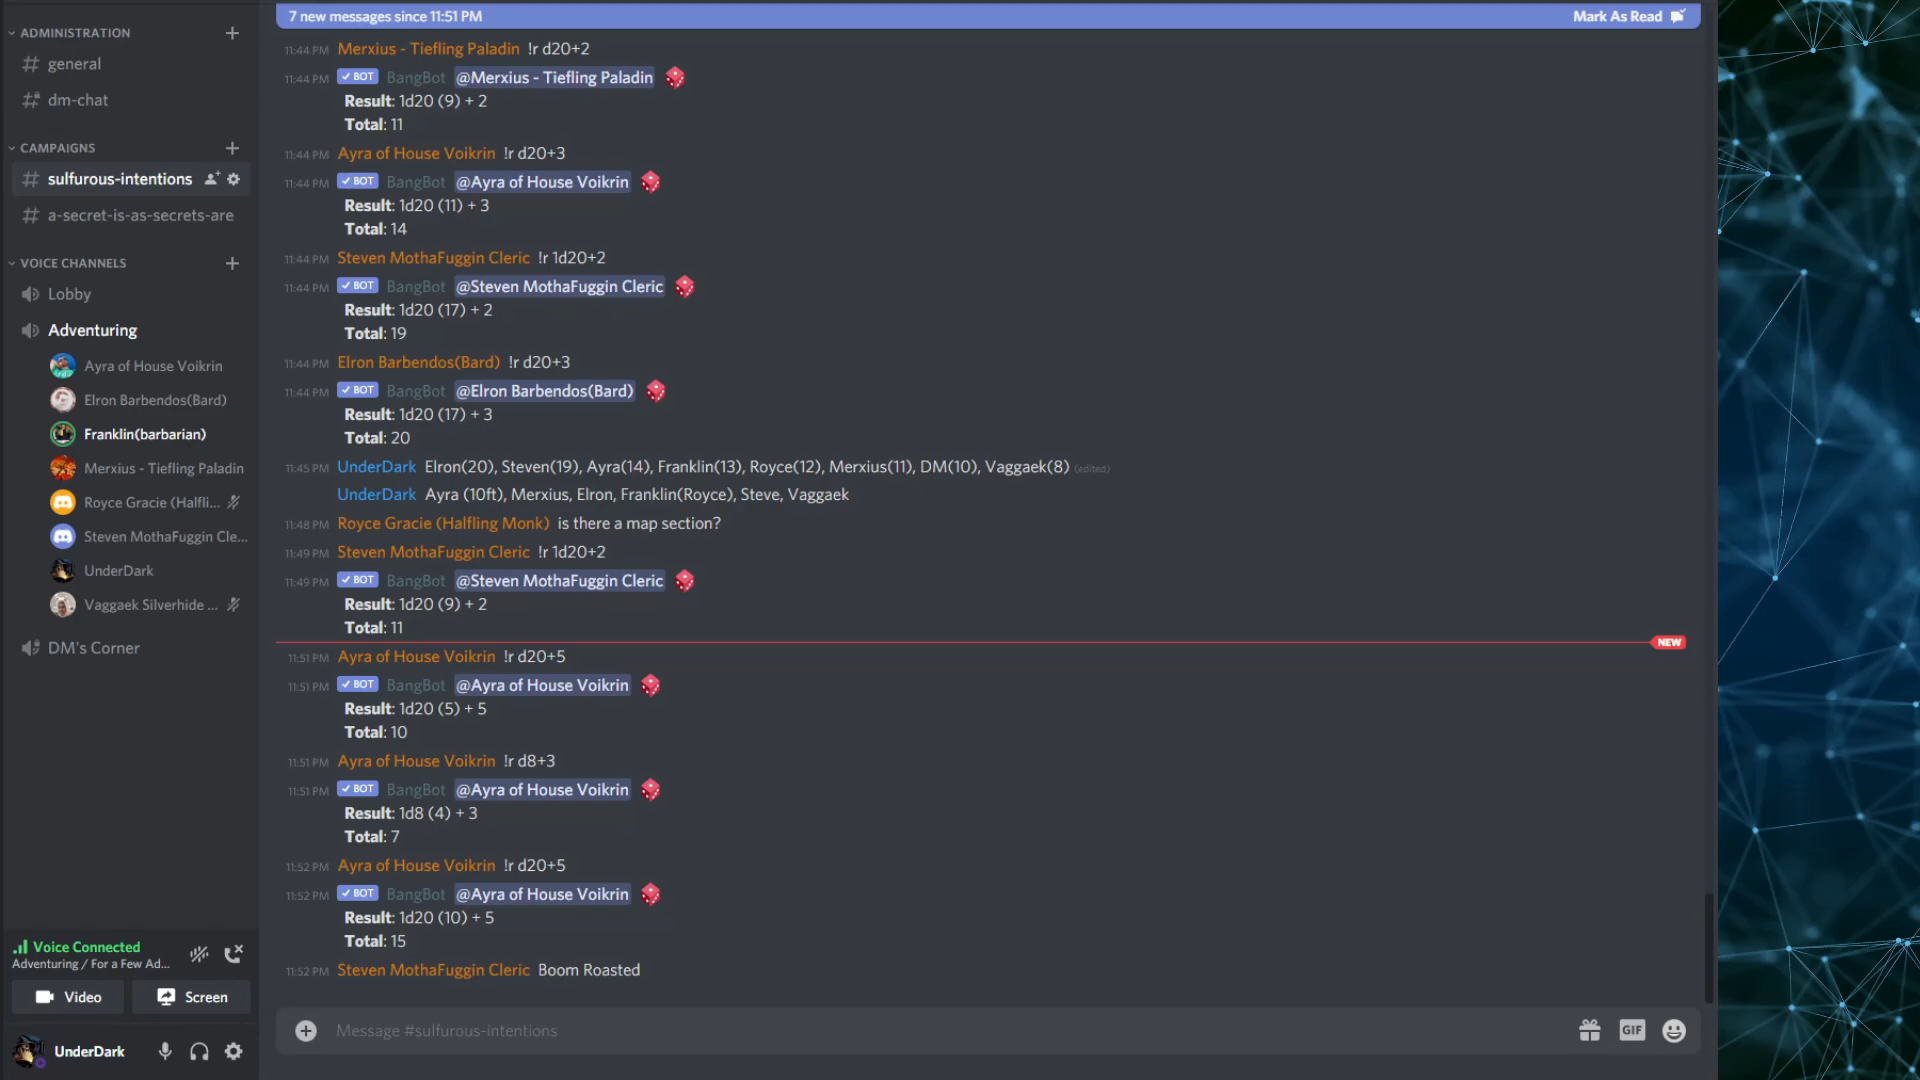 ADMINISTRATION
general
dm-chat
CAMPAIGNS
sulfurous-intentions
a-secret-is-as-secrets-are
VOICE CHANNELS
Lobby
Adventuring
Ayra of House Voikrin
Elron Barbendos(Bard)
Franklin(barbarian)
Merxius - Tiefling Paladin
Royce Gracie (Halfli...
Steven MothaFuggin Cle...
UnderDark
Vaggaek Silverhide ...
DM's Corner
Voice Connected
Adventuring / For a Few Ad...
Video Screen
UnderDark
7 new messages since 11:51 PM Mark As Read
11:44 PM Merxius - Tiefling Paladin !r d20+2
11:44 PM ✓ BOT BangBot @Merxius - Tiefling Paladin
Result: 1d20 (9) + 2
Total: 11
11:44 PM Ayra of House Voikrin !r d20+3
11:44 PM ✓ BOT BangBot @Ayra of House Voikrin
Result: 1d20 (11) + 3
Total: 14
11:44 PM Steven MothaFuggin Cleric !r 1d20+2
11:44 PM ✓ BOT BangBot @Steven MothaFuggin Cleric
Result: 1d20 (17) + 2
Total: 19
11:44 PM Elron Barbendos(Bard) !r d20+3
11:44 PM ✓ BOT BangBot @Elron Barbendos(Bard)
Result: 1d20 (17) + 3
Total: 20
11:45 PM UnderDark Elron(20), Steven(19), Ayra(14), Franklin(13), Royce(12), Merxius(11), DM(10), Vaggaek(8) (edited)
UnderDark Ayra (10ft), Merxius, Elron, Franklin(Royce), Steve, Vaggaek
11:48 PM Royce Gracie (Halfling Monk) is there a map section?
11:49 PM Steven MothaFuggin Cleric !r 1d20+2
11:49 PM ✓ BOT BangBot @Steven MothaFuggin Cleric
Result: 1d20 (9) + 2
Total: 11
NEW
11:51 PM Ayra of House Voikrin !r d20+5
11:51 PM ✓ BOT BangBot @Ayra of House Voikrin
Result: 1d20 (5) + 5
Total: 10
11:51 PM Ayra of House Voikrin !r d8+3
11:51 PM ✓ BOT BangBot @Ayra of House Voikrin
Result: 1d8 (4) + 3
Total: 7
11:52 PM Ayra of House Voikrin !r d20+5
11:52 PM ✓ BOT BangBot @Ayra of House Voikrin
Result: 1d20 (10) + 5
Total: 15
11:52 PM Steven MothaFuggin Cleric Boom Roasted
Message #sulfurous-intentions GIF